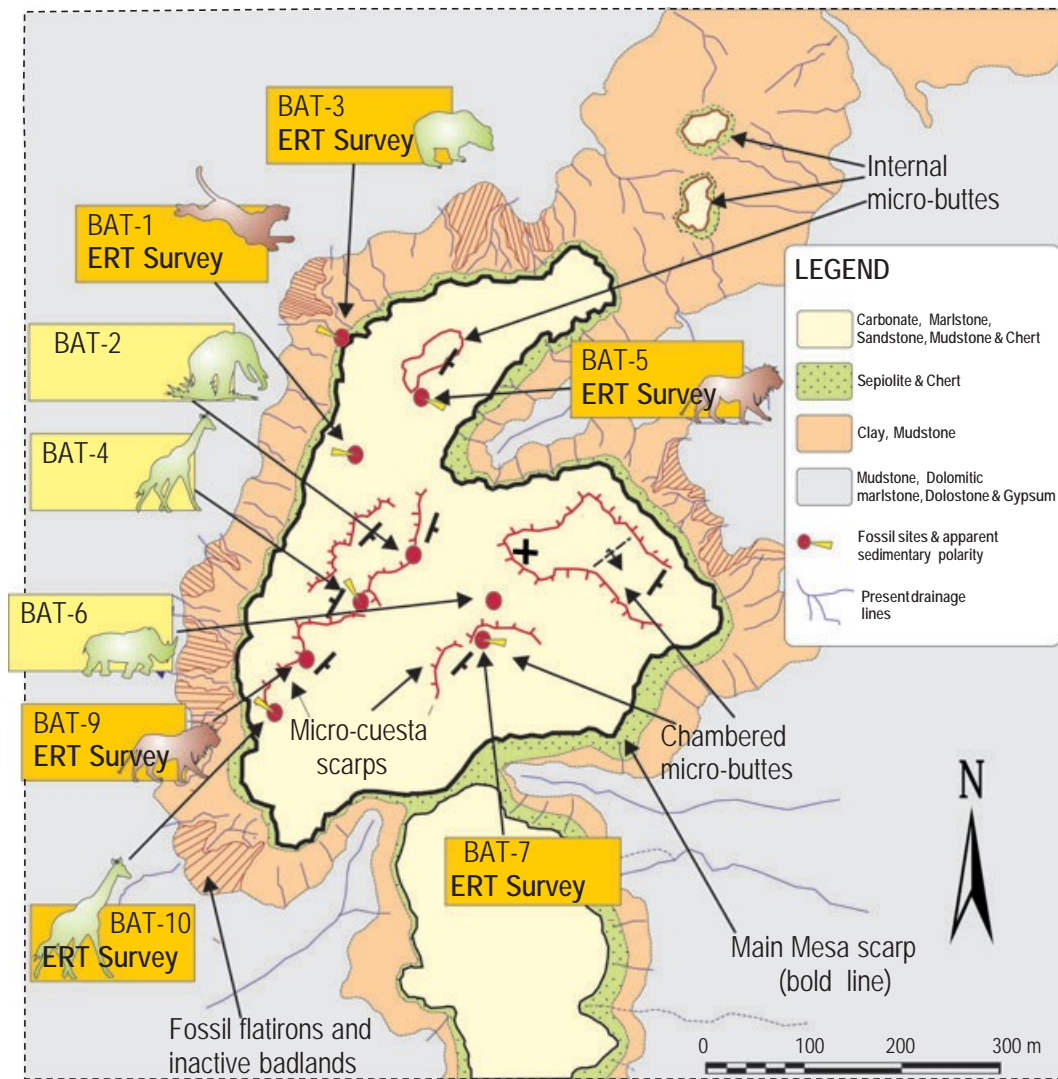 BAT-3
ERT Survey
BAT-1
ERT Survey
BAT-2
BAT-4
BAT-6
BAT-9
ERT Survey
BAT-10
ERT Survey
Fossil flatirons and
inactive badlands
Micro-cuesta
scarps
BAT-5
ERT Survey
BAT-7
ERT Survey
Internal
micro-buttes
Chambered
micro-buttes
Main Mesa scarp
(bold line)
LEGEND
Carbonate, Marlstone,
Sandstone, Mudstone & Chert
Sepiolite & Chert
Clay, Mudstone
Mudstone, Dolomitic
marlstone, Dolostone & Gypsum
Fossil sites & apparent
sedimentary polarity
Present drainage
lines
N
0 100 200 300 m